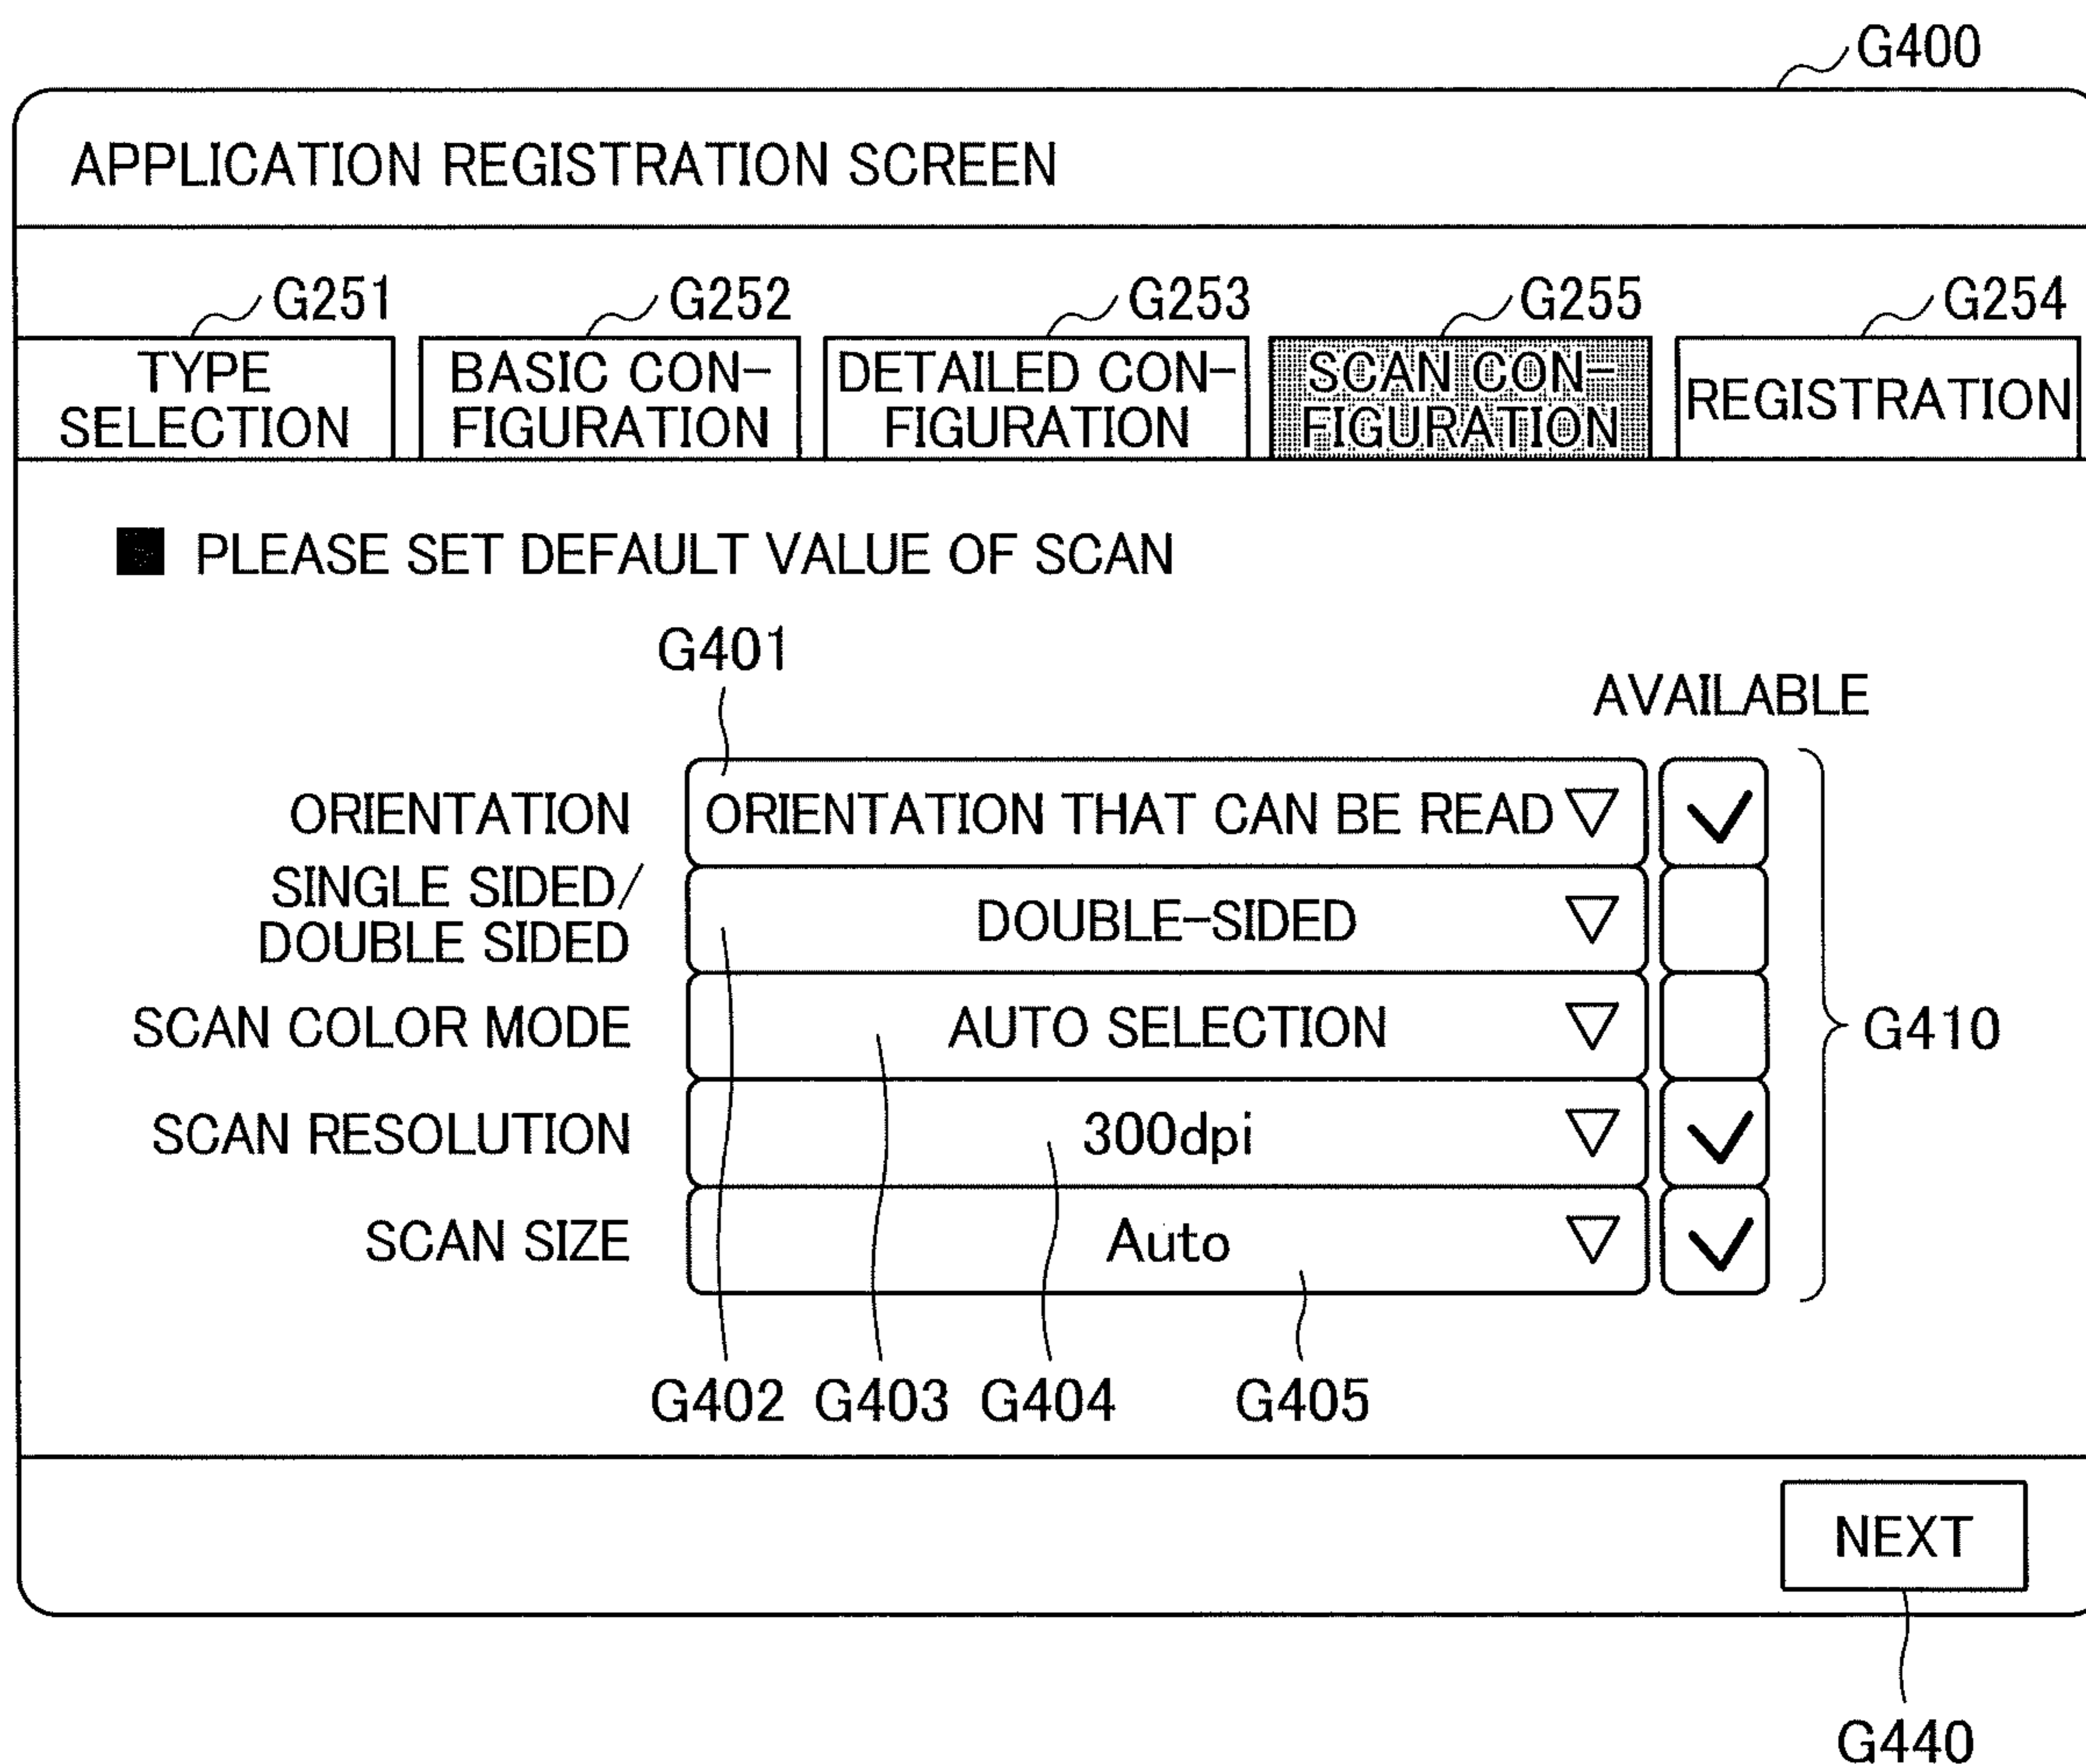 G400
APPLICATION REGISTRATION SCREEN
G251
G252
G253
G255
G254
TYPE
SELECTION
BASIC CON-
FIGURATION
DETAILED CON-
FIGURATION
SCAN CON-
FIGURATION
REGISTRATION
■ PLEASE SET DEFAULT VALUE OF SCAN
G401
AVAILABLE
ORIENTATION
ORIENTATION THAT CAN BE READ ▽
SINGLE SIDED/
DOUBLE SIDED
DOUBLE-SIDED ▽
SCAN COLOR MODE
AUTO SELECTION ▽
G410
SCAN RESOLUTION
300dpi ▽
SCAN SIZE
Auto ▽
G402 G403 G404 G405
NEXT
G440